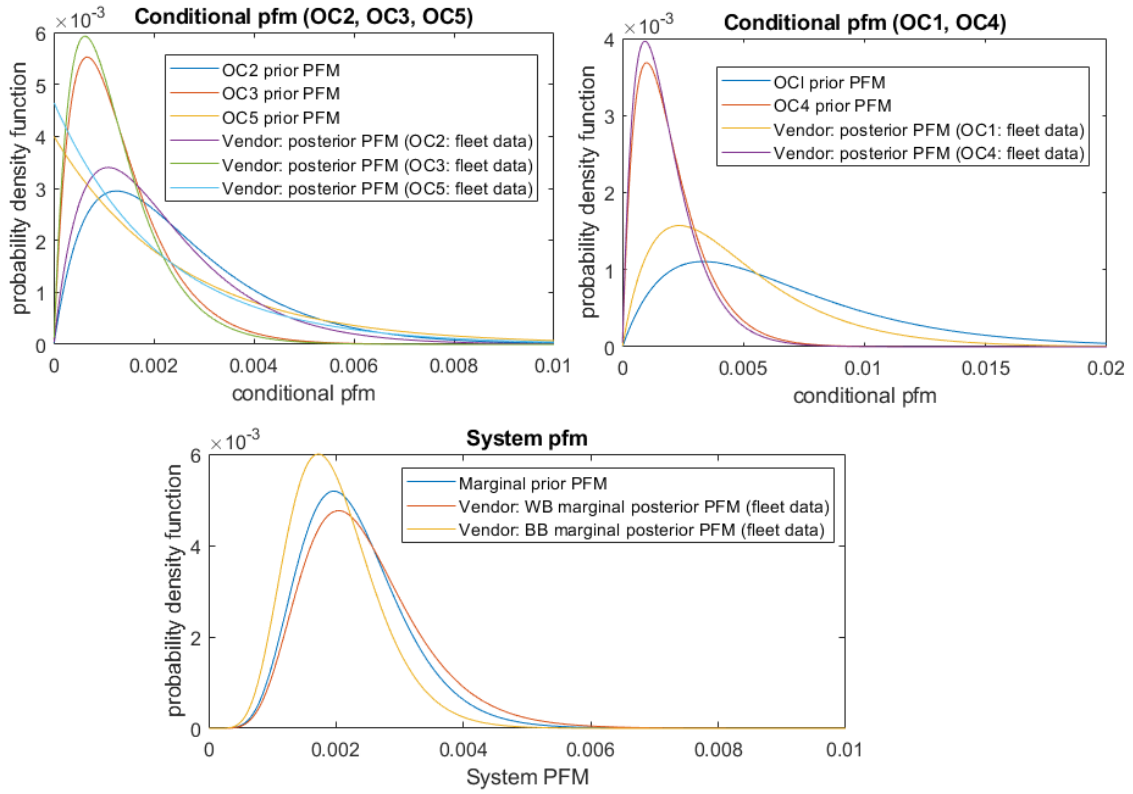 Conditional pfm (OC2, OC3, OC5)
×10⁻³
6
5
4
3
2
1
0
probability density function
OC2 prior PFM
OC3 prior PFM
OC5 prior PFM
Vendor: posterior PFM (OC2: fleet data)
Vendor: posterior PFM (OC3: fleet data)
Vendor: posterior PFM (OC5: fleet data)
0 0.002 0.004 0.006 0.008 0.01
conditional pfm
Conditional pfm (OC1, OC4)
×10⁻³
4
3
2
1
0
probability density function
OCI prior PFM
OC4 prior PFM
Vendor: posterior PFM (OC1: fleet data)
Vendor: posterior PFM (OC4: fleet data)
0 0.005 0.01 0.015 0.02
conditional pfm
System pfm
×10⁻³
6
4
2
0
probability density function
Marginal prior PFM
Vendor: WB marginal posterior PFM (fleet data)
Vendor: BB marginal posterior PFM (fleet data)
0 0.002 0.004 0.006 0.008 0.01
System PFM